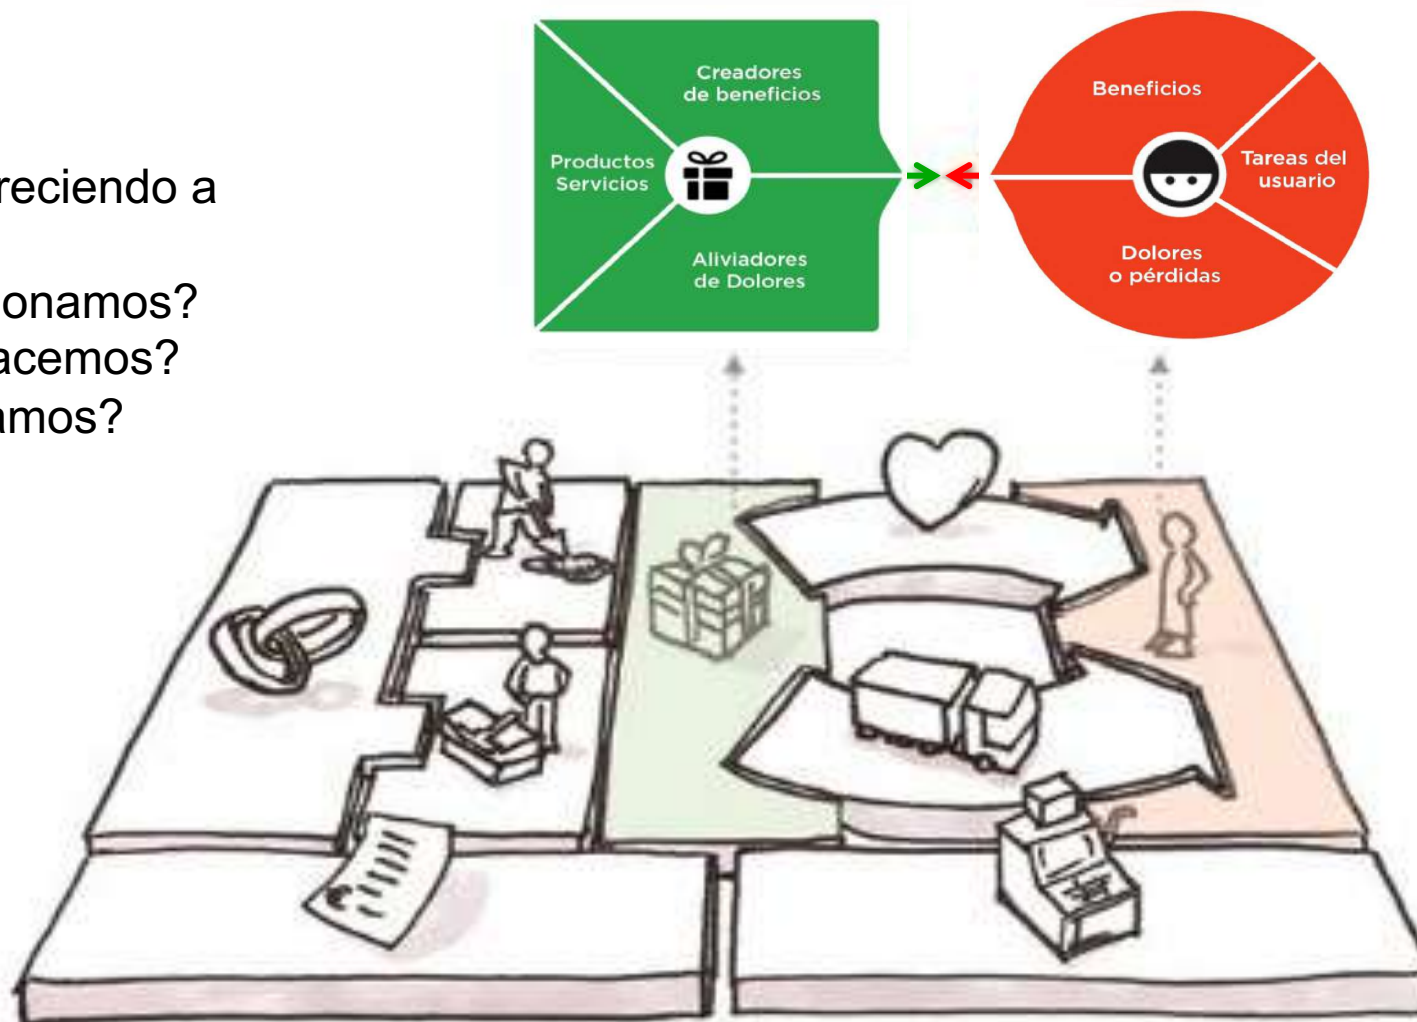 reciendo a
onamos?
acemos?
amos?
Creadores
de beneficios
Productos
Servicios
Aliviadores
de Dolores
Beneficios
Tareas del
usuario
Dolores
o pérdidas